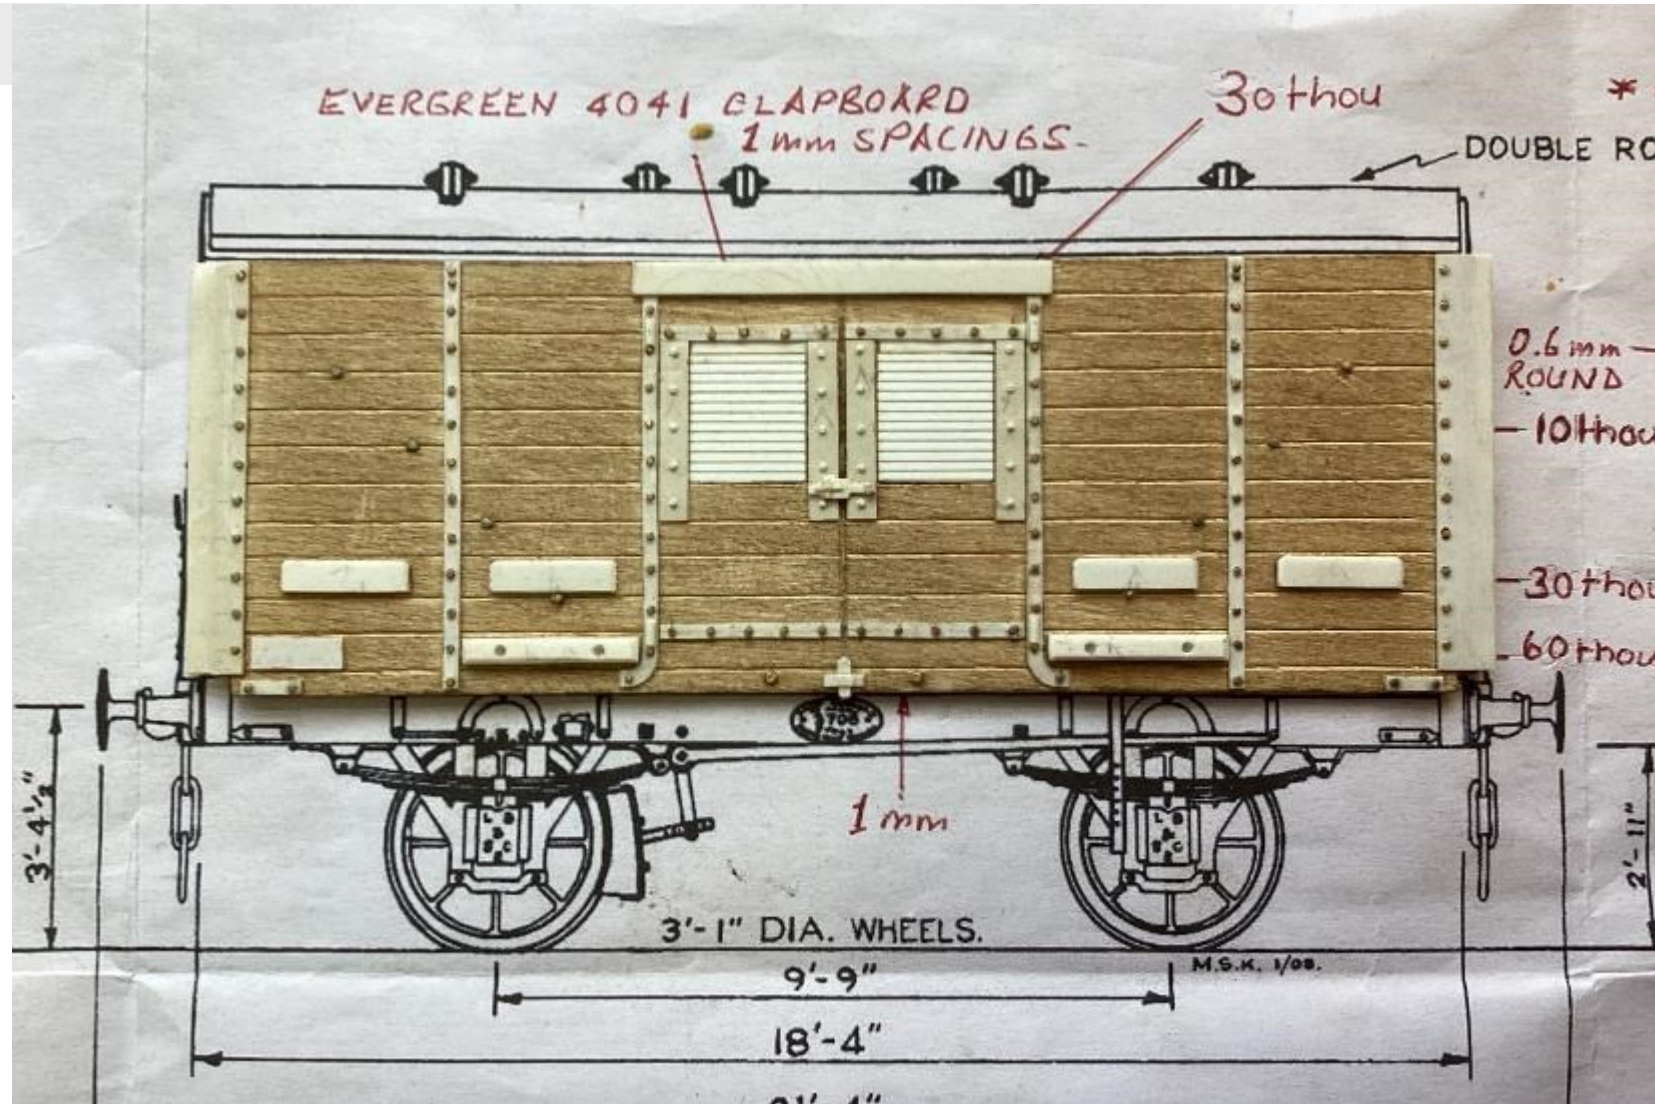 EVERGREEN 4041 CLAPBOARD
1mm SPACINGS-
30thou
*
DOUBLE RO
0.6mm
ROUND
10thou
30thou
60thou
1mm
3'-4½"
2'-11"
3'-1" DIA. WHEELS.
M.S.K. 1/08.
9'-9"
18'-4"